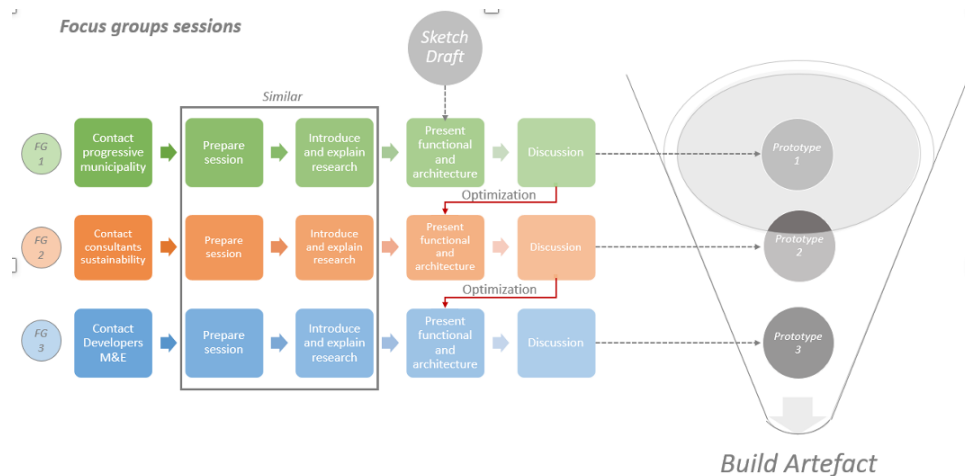 Focus groups sessions
Sketch
Draft
Similar
FG
1
Contact
progressive
municipality
Prepare
session
Introduce
and explain
research
Present
functional
and
architecture
Discussion
Prototype
1
Optimization
FG
2
Contact
consultants
sustainability
Prepare
session
Introduce
and explain
research
Present
functional
and
architecture
Discussion
Prototype
2
Optimization
FG
3
Contact
Developers
M&E
Prepare
session
Introduce
and explain
research
Present
functional
and
architecture
Discussion
Prototype
3
Build Artefact